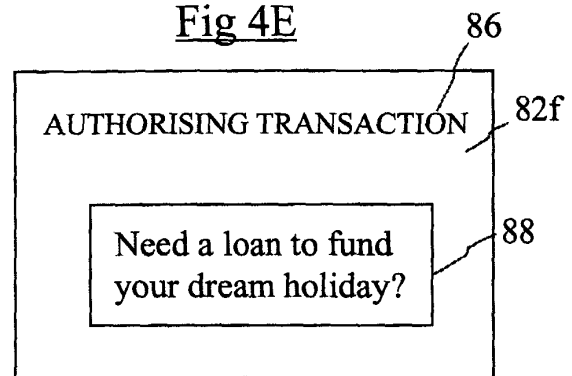 Fig 4E
86
AUTHORISING TRANSACTION
82f
Need a loan to fund
88
your dream holiday?